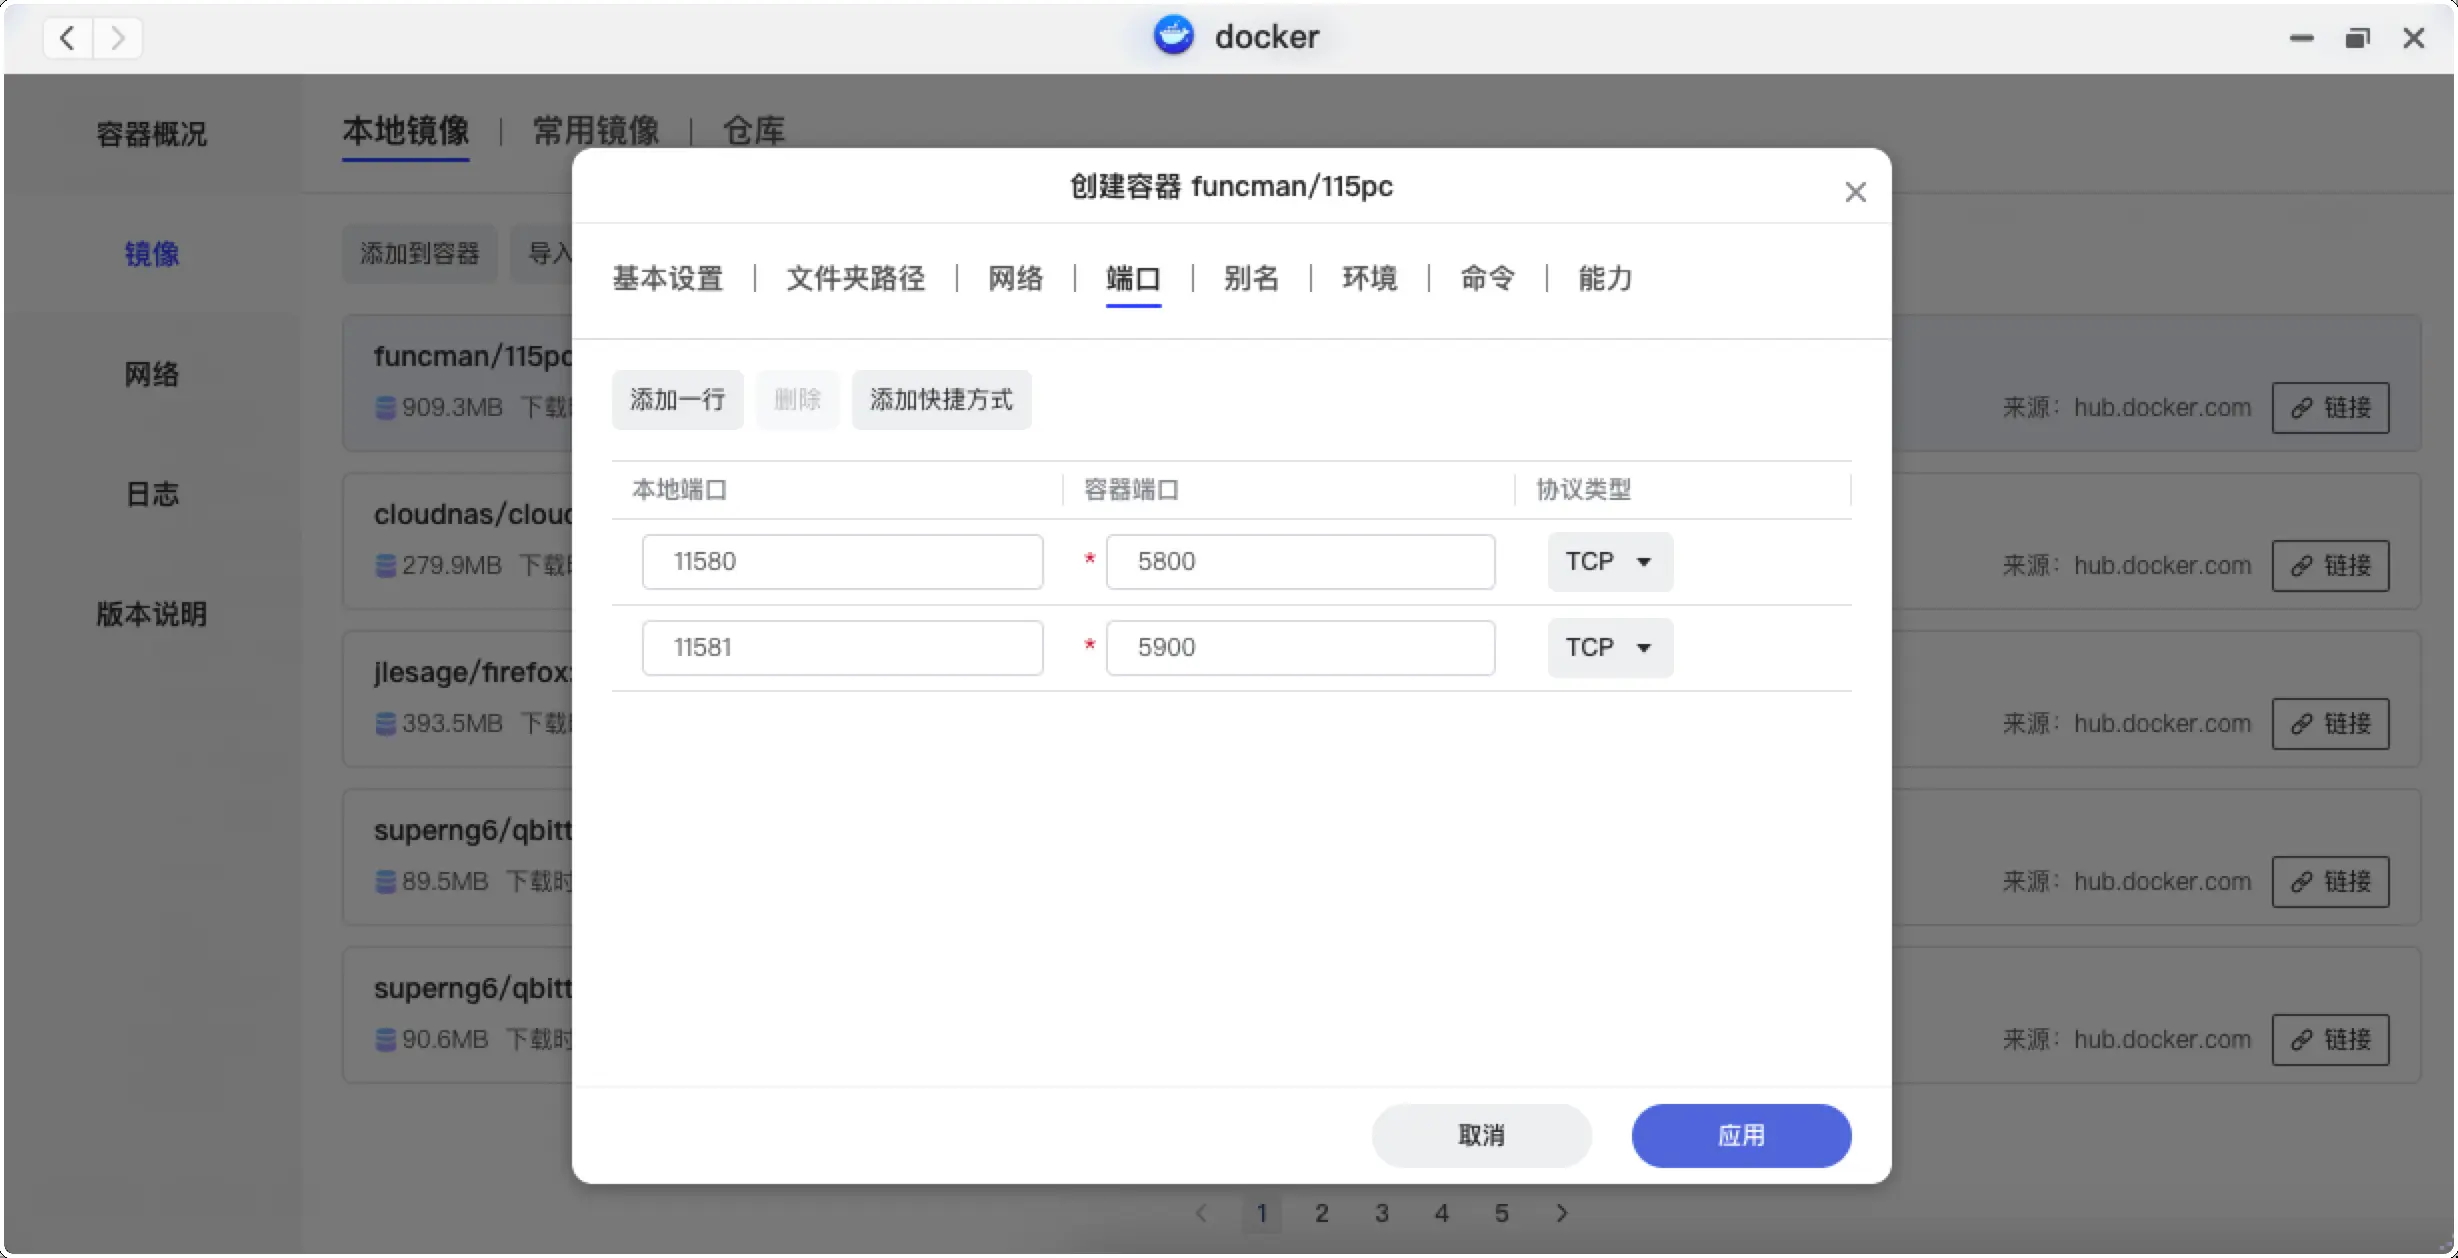 docker
容器概况
镜像
网络
日志
版本说明
本地镜像 | 常用镜像 | 仓库
添加到容器 导入
funcman/115pc
909.3MB 下载
来源：hub.docker.com 链接
cloudnas/cloud
279.9MB 下载
来源：hub.docker.com 链接
jlesage/firefox:
393.5MB 下载
来源：hub.docker.com 链接
superng6/qbitt
89.5MB 下载时
来源：hub.docker.com 链接
superng6/qbitt
90.6MB 下载时
来源：hub.docker.com 链接
创建容器 funcman/115pc
基本设置 | 文件夹路径 | 网络 | 端口 | 别名 | 环境 | 命令 | 能力
添加一行 删除 添加快捷方式
本地端口 容器端口 协议类型
11580 * 5800 TCP
11581 * 5900 TCP
取消 应用
1 2 3 4 5